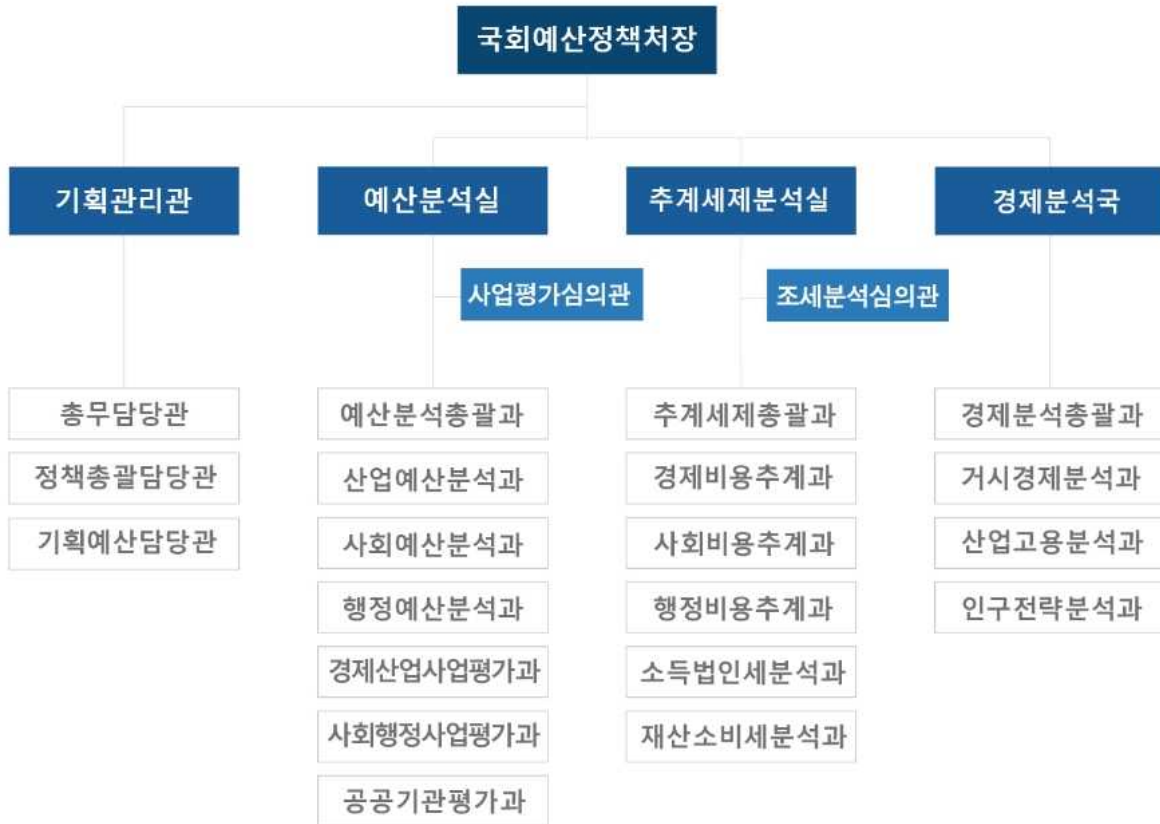 국회예산정책처장
기획관리관
예산분석실
추계세제분석실
경제분석국
사업평가심의관
조세분석심의관
총무담당관
정책총괄담당관
기획예산담당관
예산분석총괄과
산업예산분석과
사회예산분석과
행정예산분석과
경제산업사업평가과
사회행정사업평가과
공공기관평가과
추계세제총괄과
경제비용추계과
사회비용추계과
행정비용추계과
소득법인세분석과
재산소비세분석과
경제분석총괄과
거시경제분석과
산업고용분석과
인구전략분석과